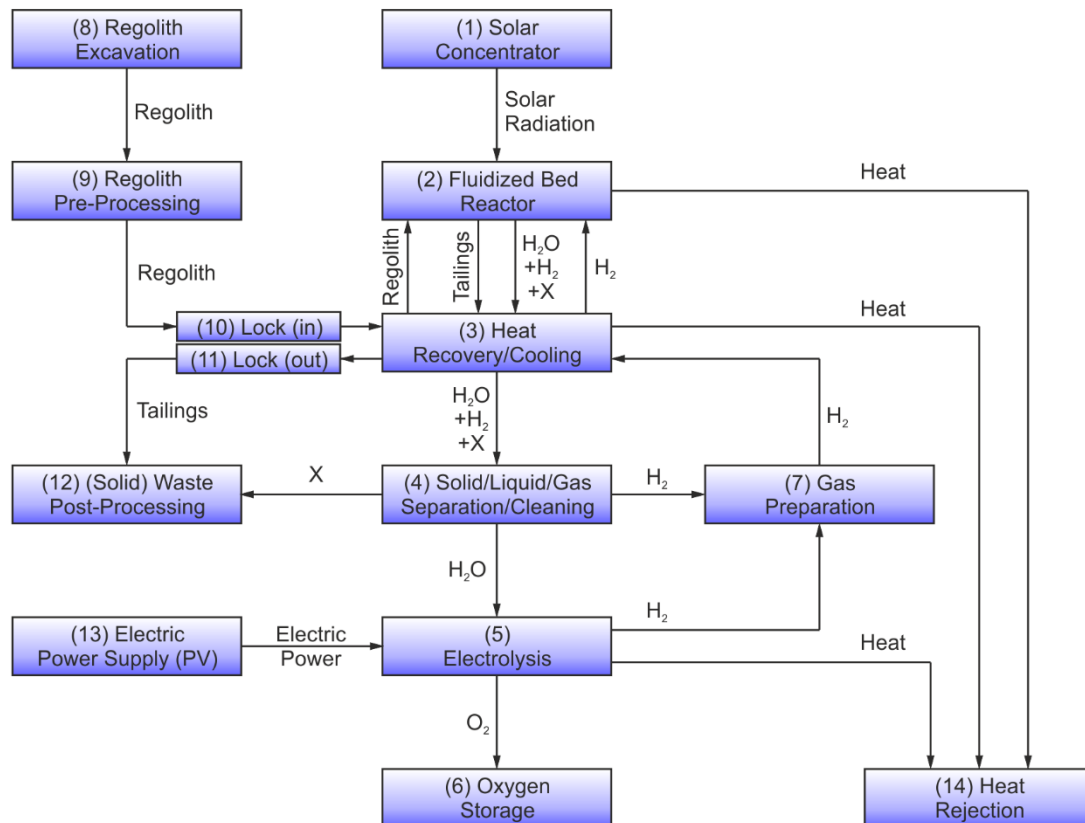 (8) Regolith
Excavation
(1) Solar
Concentrator
Regolith
Solar
Radiation
(9) Regolith
Pre-Processing
(2) Fluidized Bed
Reactor
Heat
Regolith
Regolith
Tailings
H₂O
+H₂
+X
H₂
(10) Lock (in)
(11) Lock (out)
(3) Heat
Recovery/Cooling
Heat
Tailings
H₂O
+H₂
+X
H₂
(12) (Solid) Waste
Post-Processing
X
(4) Solid/Liquid/Gas
Separation/Cleaning
H₂
(7) Gas
Preparation
H₂O
(13) Electric
Power Supply (PV)
Electric
Power
(5)
Electrolysis
H₂
Heat
O₂
(6) Oxygen
Storage
(14) Heat
Rejection